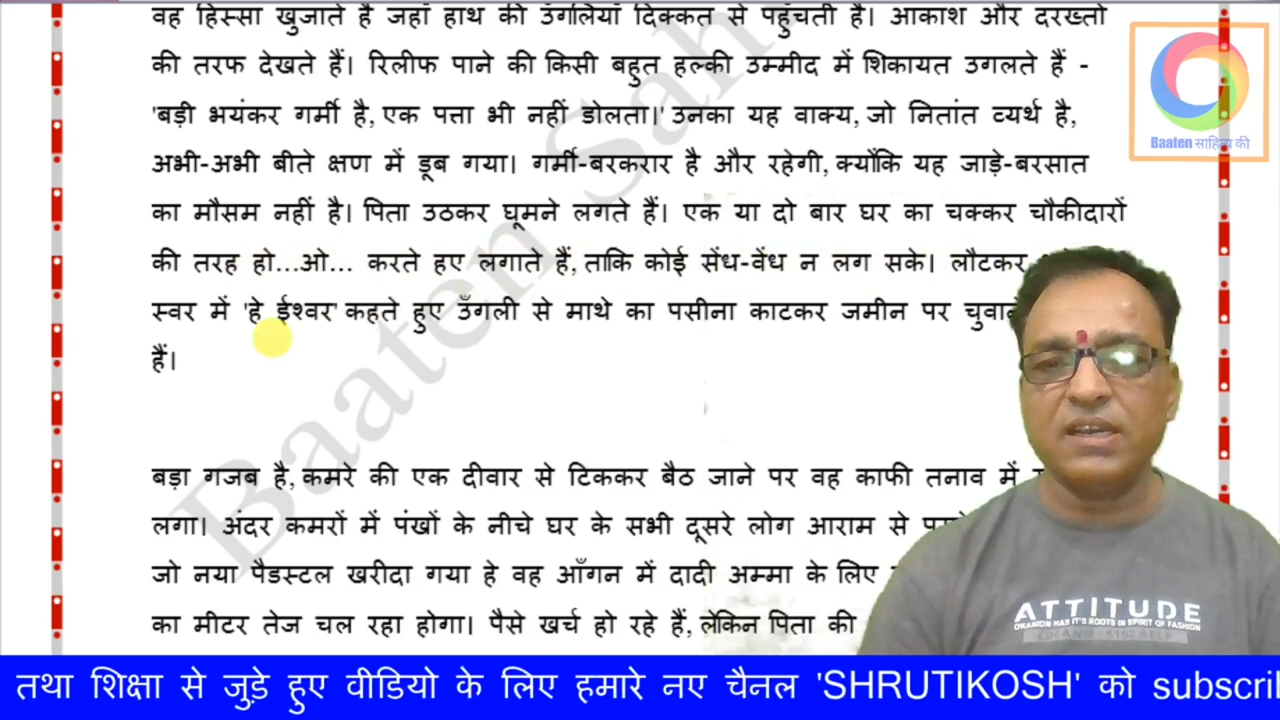 वह हिस्सा खुजाते हैं जहाँ हाथ की उँगलियाँ दिक्कत से पहुँचती हैं। आकाश और दरख्तों
की तरफ देखते हैं। रिलीफ पाने की किसी बहुत हल्की उम्मीद में शिकायत उगलते हैं -
'बड़ी भयंकर गर्मी है, एक पत्ता भी नहीं डोलता।' उनका यह वाक्य, जो नितांत व्यर्थ है,
अभी-अभी बीते क्षण में डूब गया। गर्मी-बरकरार है और रहेगी, क्योंकि यह जाड़े-बरसात
का मौसम नहीं है। पिता उठकर घूमने लगते हैं। एक या दो बार घर का चक्कर चौकीदारों
की तरह हो...ओ... करते हुए लगाते हैं, ताकि कोई सेंध-वेंध न लग सके। लौटकर
स्वर में 'हे ईश्वर' कहते हुए उँगली से माथे का पसीना काटकर जमीन पर चुवाने
हैं।
बड़ा गजब है, कमरे की एक दीवार से टिककर बैठ जाने पर वह काफी तनाव में
लगा। अंदर कमरों में पंखों के नीचे घर के सभी दूसरे लोग आराम से
जो नया पैडस्टल खरीदा गया हे वह आँगन में दादी अम्मा के लिए
का मीटर तेज चल रहा होगा। पैसे खर्च हो रहे हैं, लेकिन पिता की
Baaten साहित्य की
Baaten Sah
ATTITUDE
तथा शिक्षा से जुड़े हुए वीडियो के लिए हमारे नए चैनल 'SHRUTIKOSH' को subscri